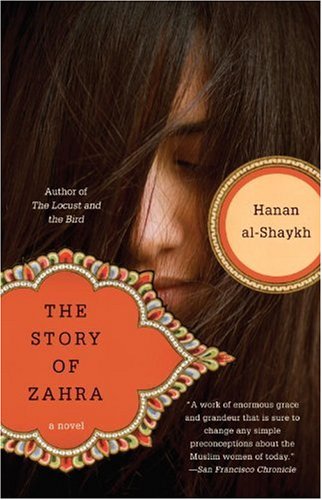 Author of
The Locust and
the Bird
Hanan
al-Shaykh
THE
STORY
OF
ZAHRA
a novel
"A work of enormous grace
and grandeur that is sure to
change any simple
preconceptions about the
Muslim women of today."
—San Francisco Chronicle